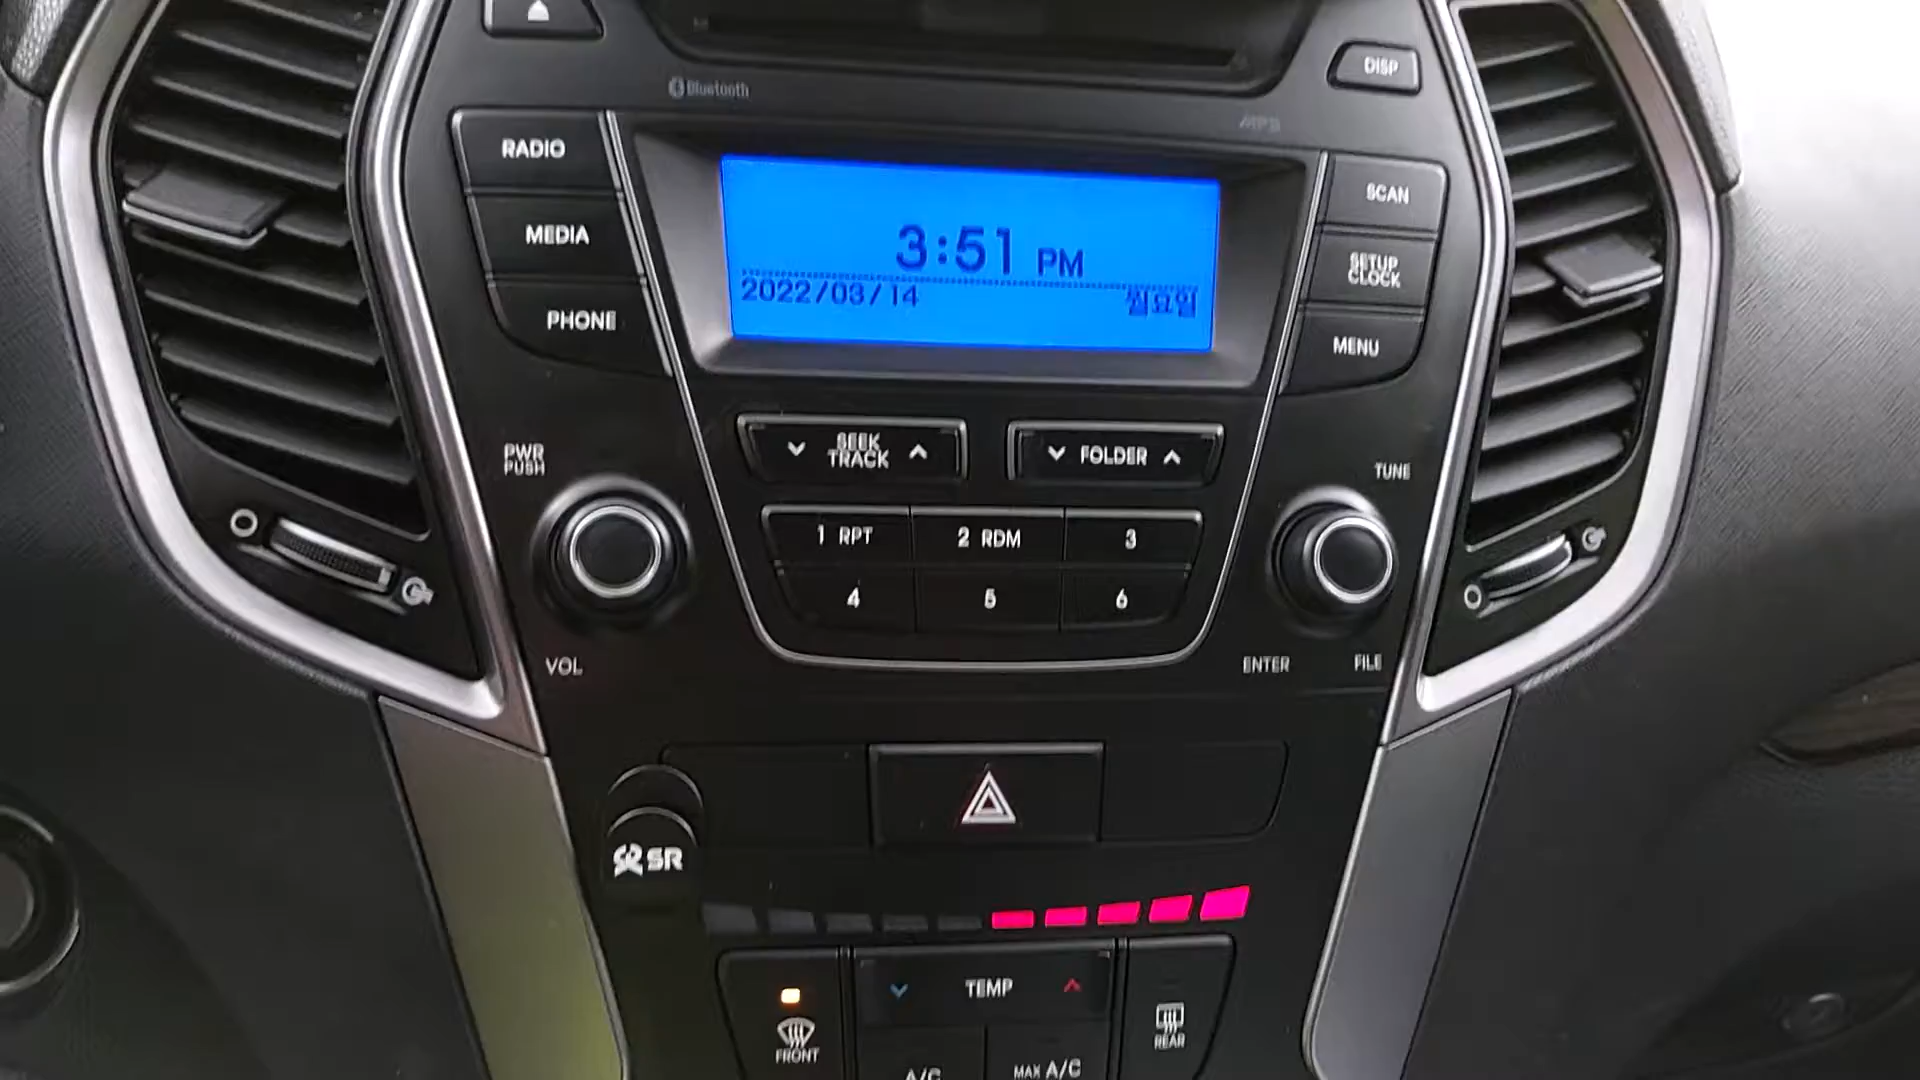 DISP
Bluetooth
MP3
RADIO
SCAN
MEDIA
3:51 PM
SETUP
CLOCK
2022/03/14 월요일
PHONE
MENU
PWR
PUSH
SEEK
TRACK
FOLDER
TUNE
1 RPT
2 RDM
3
4
5
6
VOL
ENTER
FILE
SR
TEMP
FRONT
REAR
A/C
MAX A/C